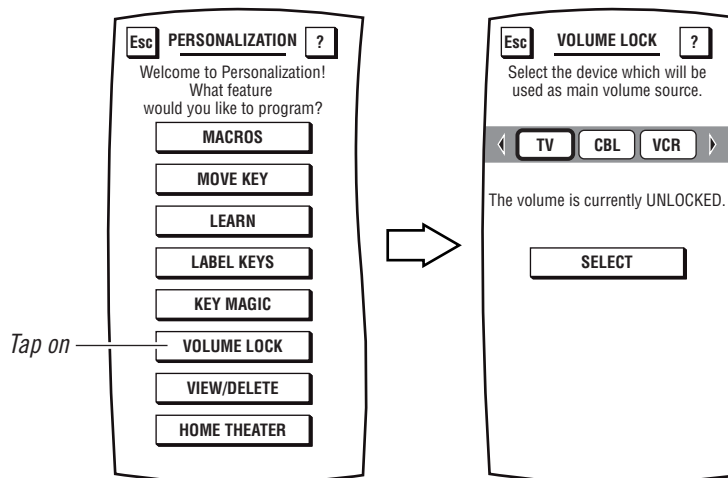 Esc PERSONALIZATION ?
Welcome to Personalization!
What feature
would you like to program?
MACROS
MOVE KEY
LEARN
LABEL KEYS
KEY MAGIC
Tap on
VOLUME LOCK
VIEW/DELETE
HOME THEATER
Esc VOLUME LOCK ?
Select the device which will be
used as main volume source.
TV CBL VCR
The volume is currently UNLOCKED.
SELECT